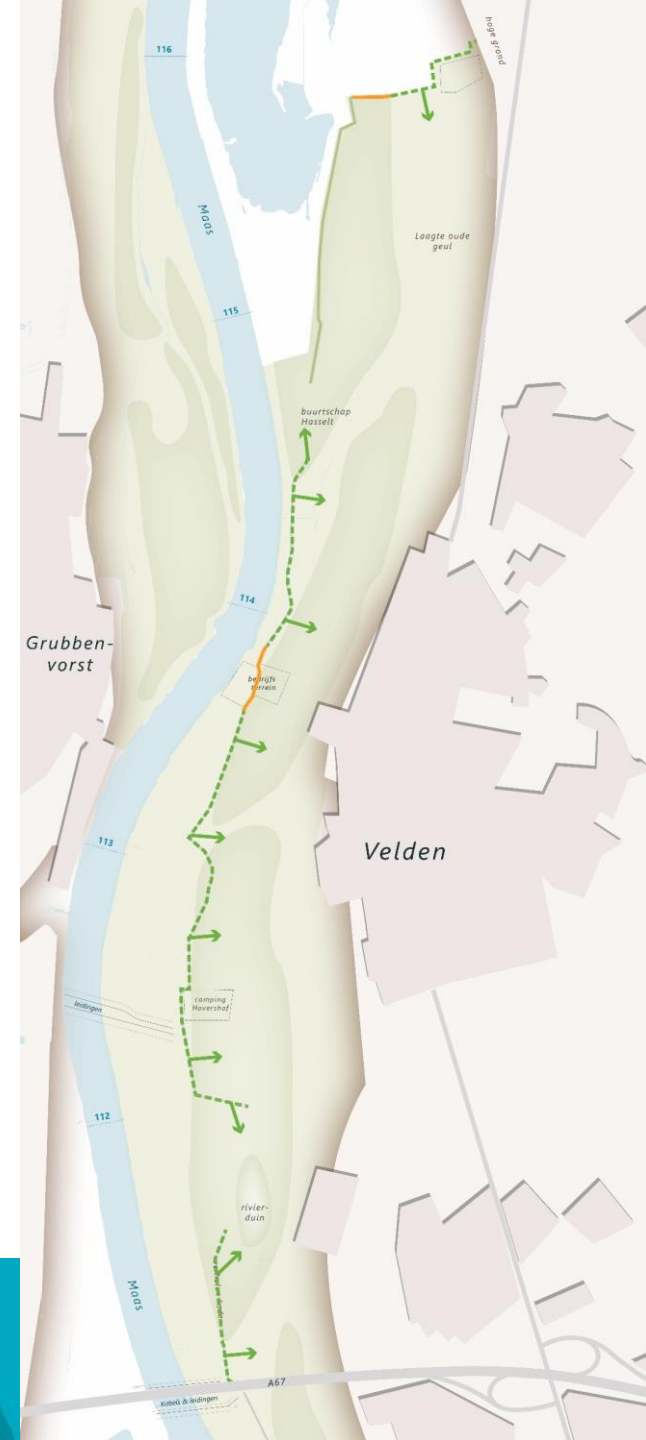 116
hoge grond
Maas
Laagte oude
geul
115
buurtschap
Hasselt
114
Grubben-
vorst
bedrijfs
terrein
113
Velden
camping
Havershof
leidingen
112
rivier-
duin
Maas
A67
Kabels & leidingen